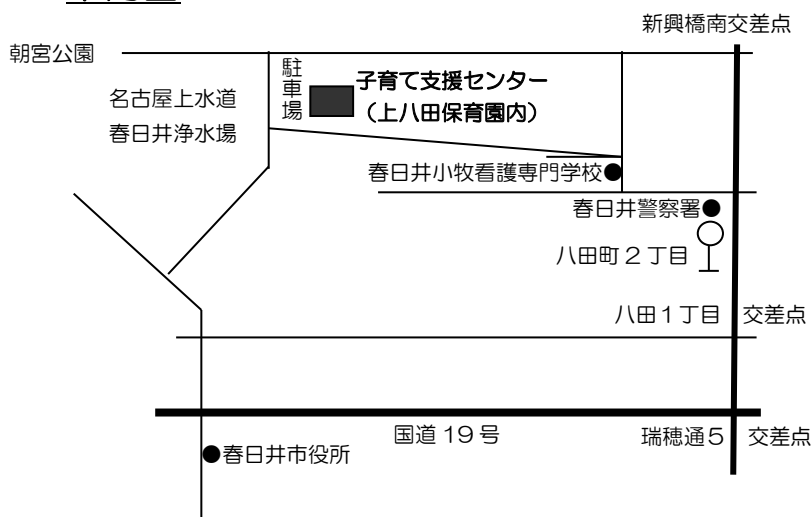 新興橋南交差点
朝宮公園
駐車場
子育て支援センター
（上八田保育園内）
名古屋上水道
春日井浄水場
春日井小牧看護専門学校
春日井警察署
八田町２丁目
八田１丁目 交差点
国道19号
瑞穂通５ 交差点
春日井市役所